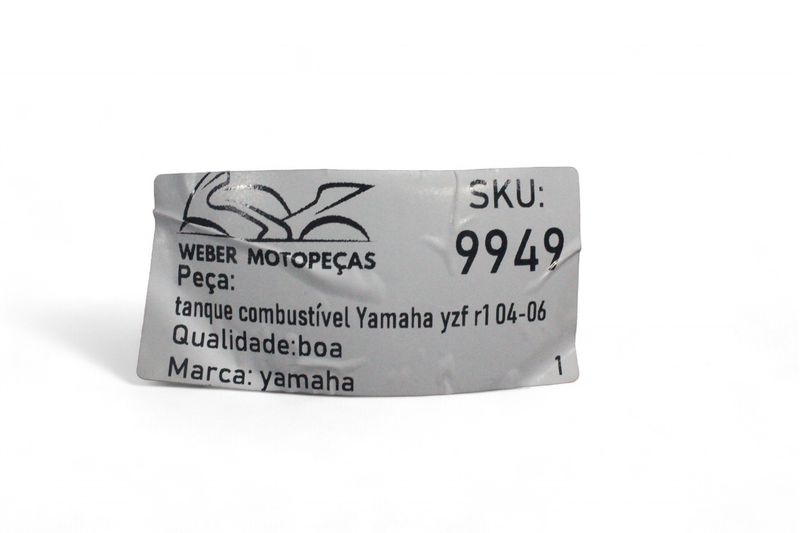 WEBER MOTOPEÇAS
SKU:
9949
Peça:
tanque combustível Yamaha yzf r1 04-06
Qualidade:boa
Marca: yamaha
1